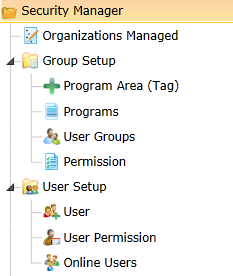 Security Manager
Organizations Managed
Group Setup
Program Area (Tag)
Programs
User Groups
Permission
User Setup
User
User Permission
Online Users